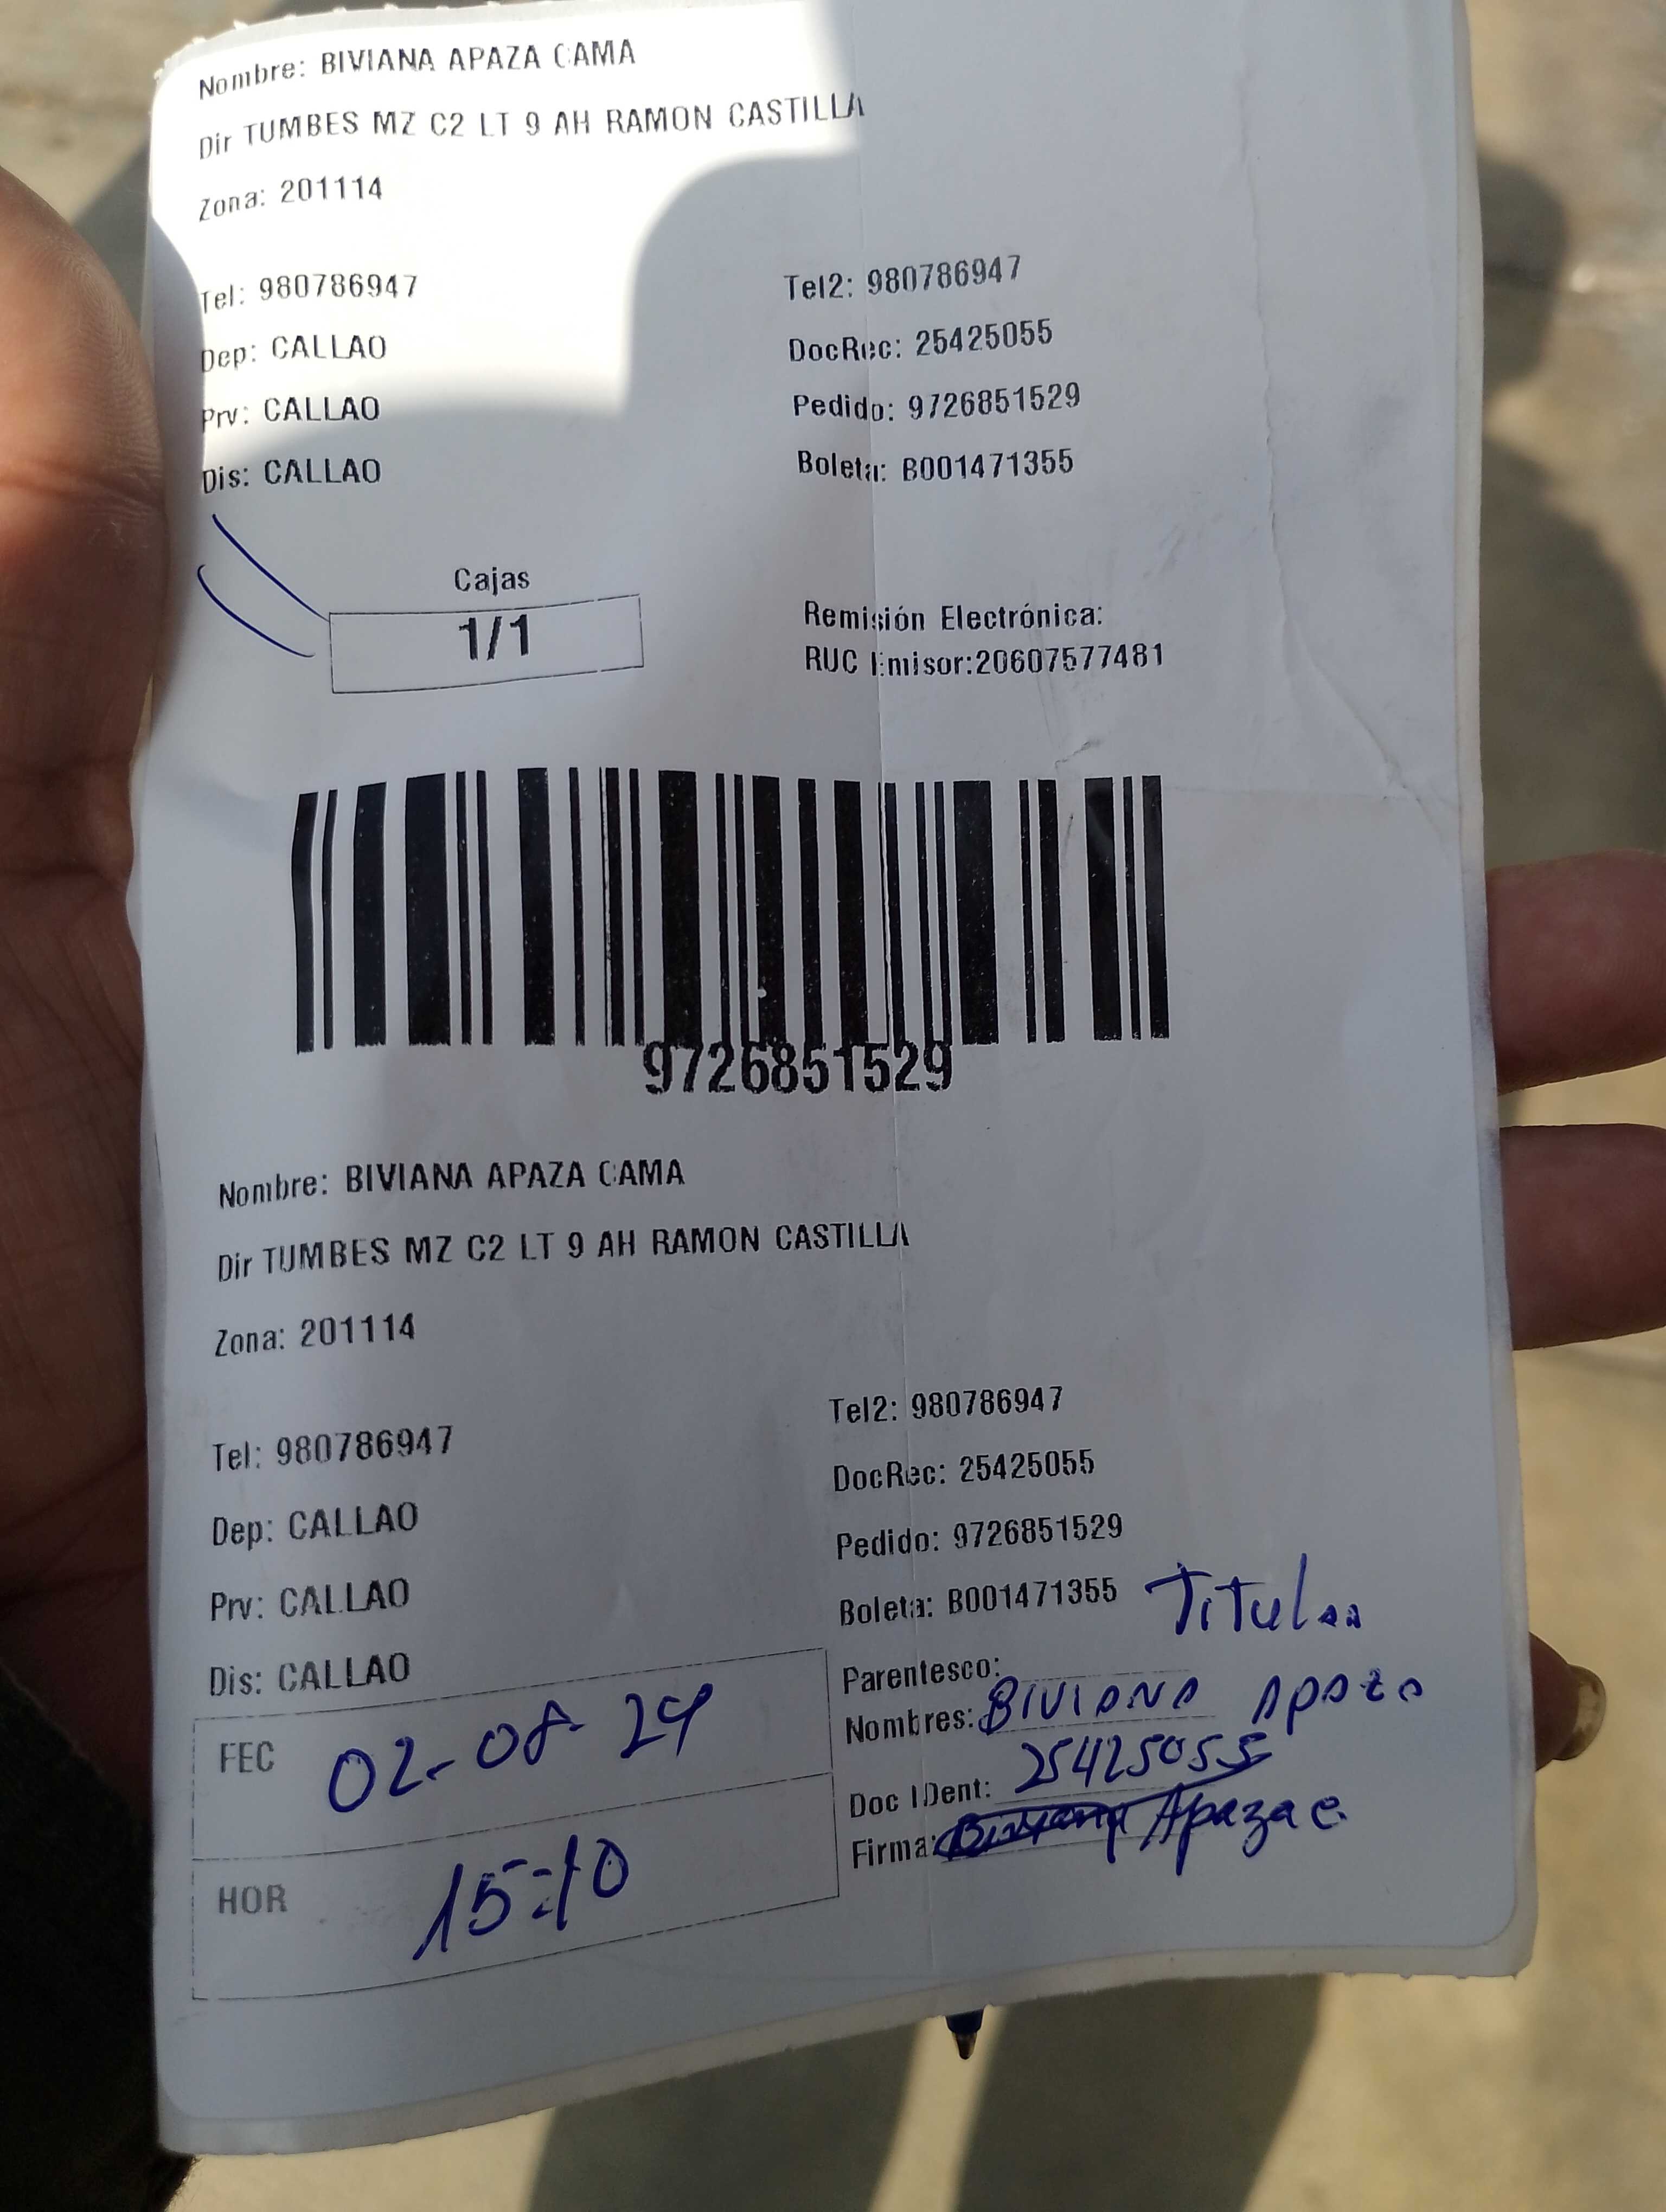 Nombre: BIVIANA APAZA CAMA
Dir TUMBES MZ C2 LT 9 AH RAMON CASTILLA
Zona: 201114
Tel: 980786947 Tel2: 980786947
Dep: CALLAO DocRec: 25425055
Prv: CALLAO Pedido: 9726851529
Dis: CALLAO Boleta: B001471355
Cajas
1/1
Remisión Electrónica:
RUC Emisor:20607577481
9726851529
Nombre: BIVIANA APAZA CAMA
Dir TUMBES MZ C2 LT 9 AH RAMON CASTILLA
Zona: 201114
Tel: 980786947 Tel2: 980786947
Dep: CALLAO DocRec: 25425055
Prv: CALLAO Pedido: 9726851529
Dis: CALLAO Boleta: B001471355
Titular
Parentesco:
Nombres: BIVIANA APAZA
Doc IDent: 25425055
Firma: Biviana Apaza C.
FEC 02-08-24
HOR 15:10